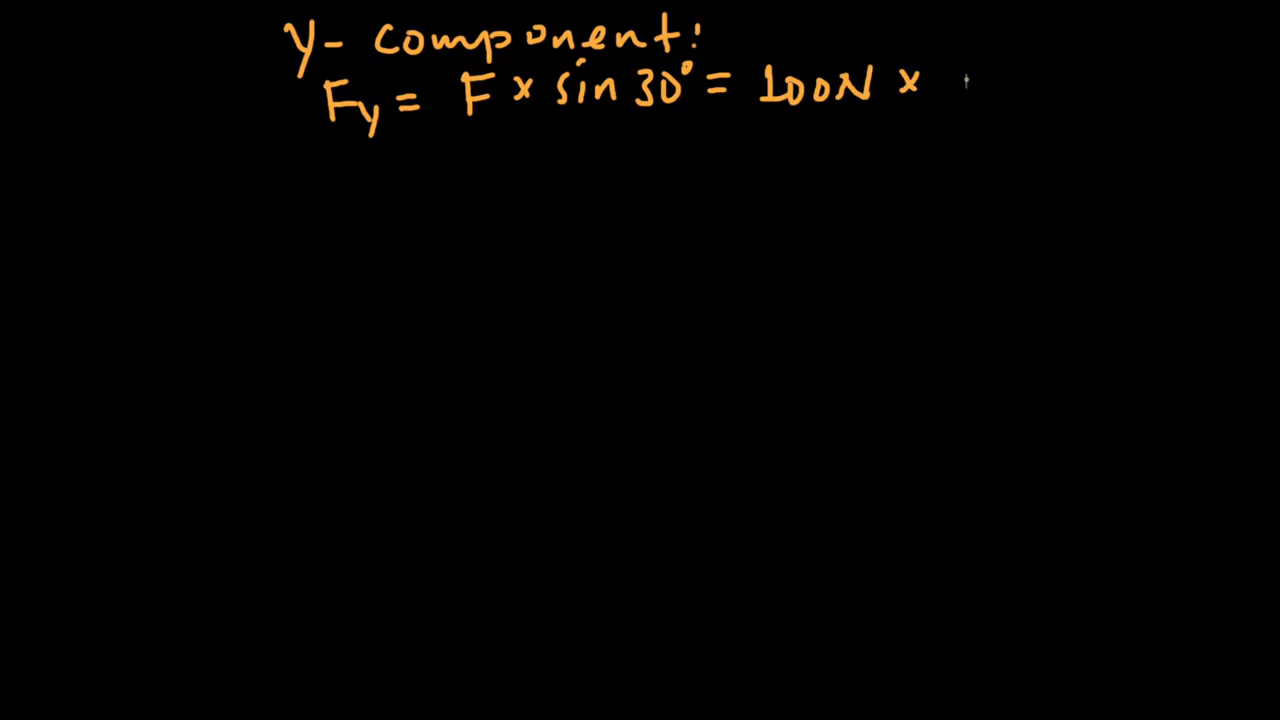 Y- component:
Fy = F × sin 30° = 100N ×